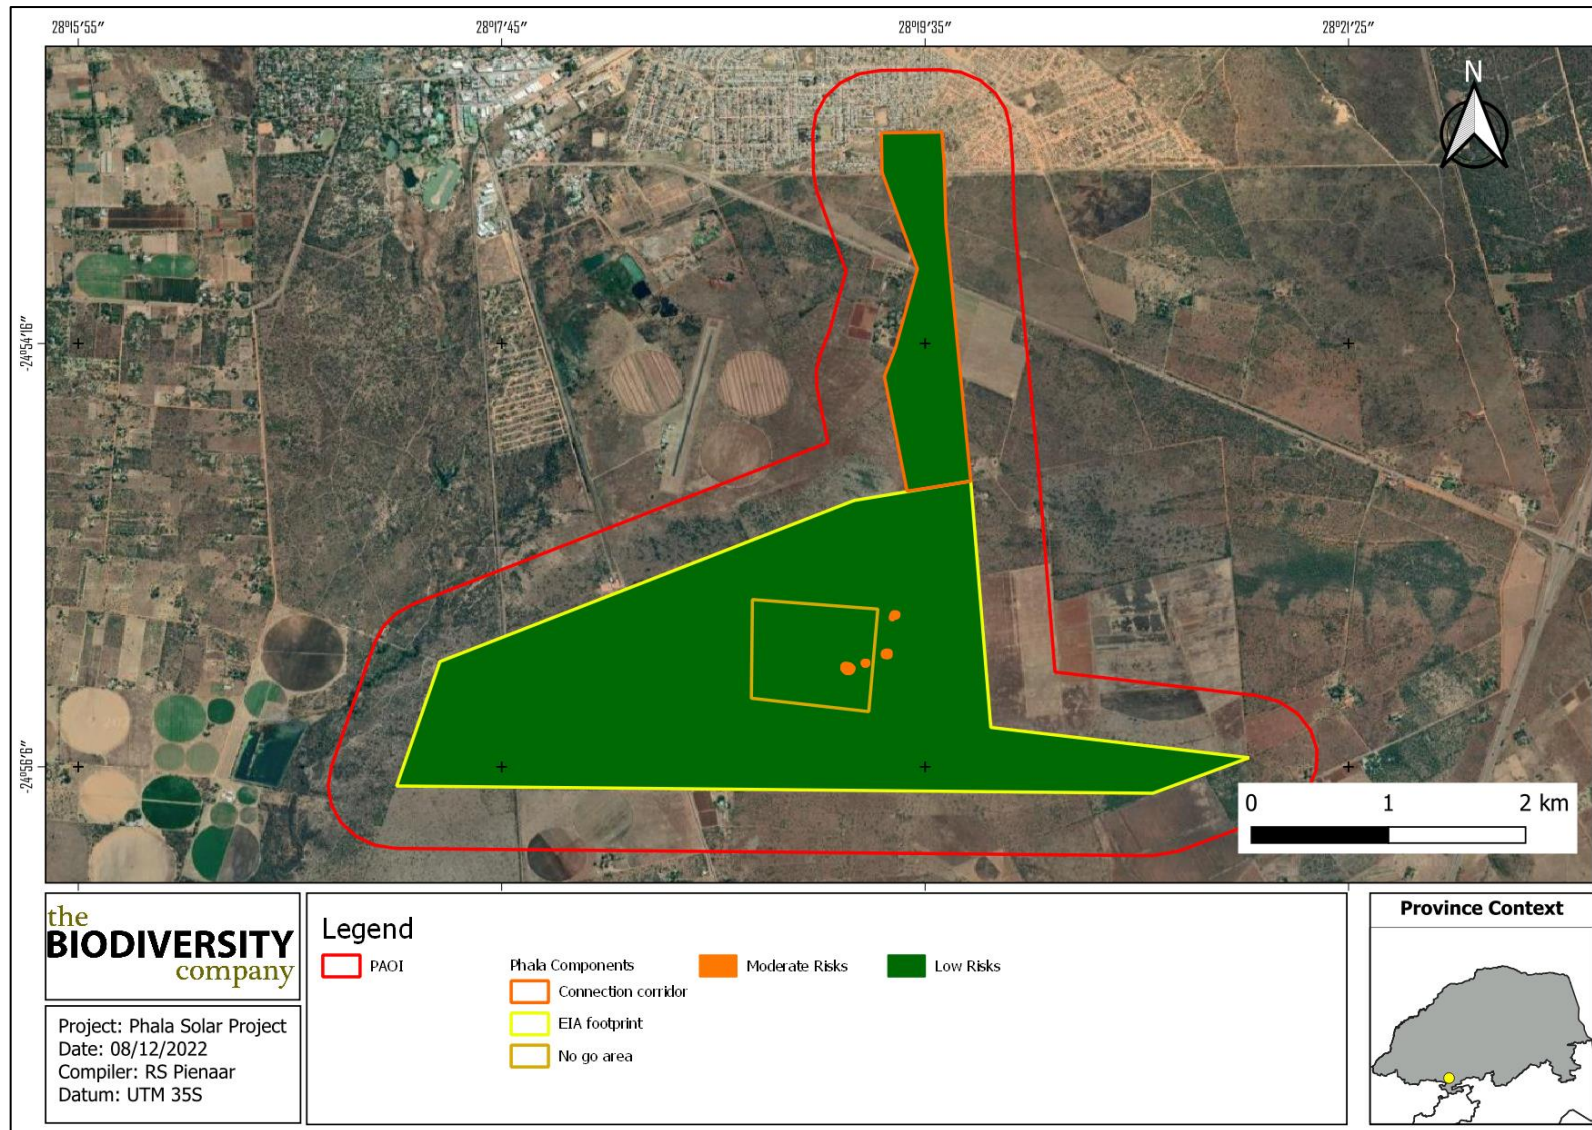 28°15′55″
28°17′45″
28°19′35″
28°21′25″
N
-24°54′16″
-24°56′6″
0 1 2 km
the
BIODIVERSITY
company
Project: Phala Solar Project
Date: 08/12/2022
Compiler: RS Pienaar
Datum: UTM 35S
Legend
PAOI
Phala Components
Connection corridor
EIA footprint
No go area
Moderate Risks
Low Risks
Province Context